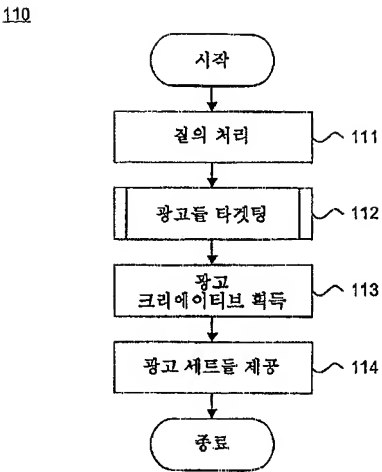 110
시작
질의 처리
111
광고들 타겟팅
112
광고
크리에이티브 획득
113
광고 세트들 제공
114
종료